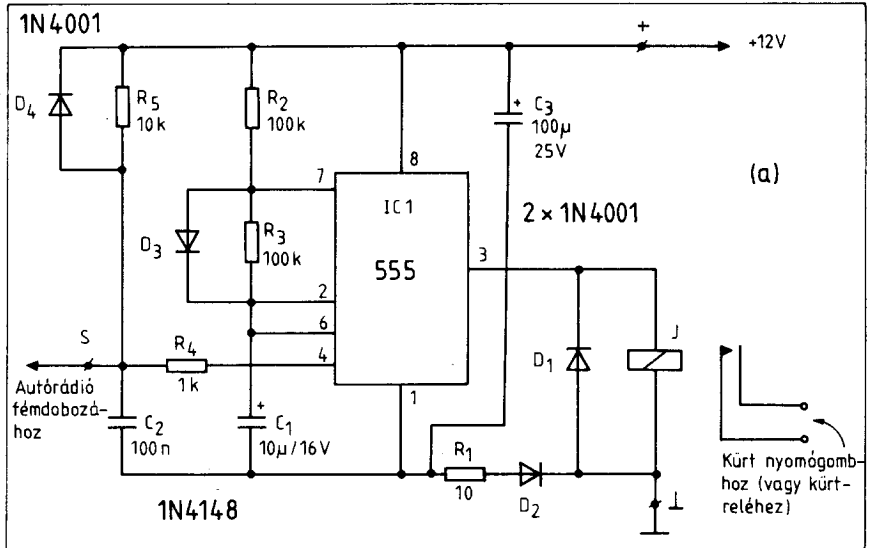 1N4001
+
+12V
D4
R5
10k
R2
100k
+
C3
100µ
25V
8
7
(a)
IC1
2 × 1N4001
D3
R3
100k
555
3
2
6
4
S
R4
1k
Autórádió
fémdobozá-
hoz
D1
J
1
C2
100n
+
C1
10µ/16V
R1
10
D2
⊥
Kürt nyomógomb-
hoz (vagy kürt-
reléhez)
1N4148